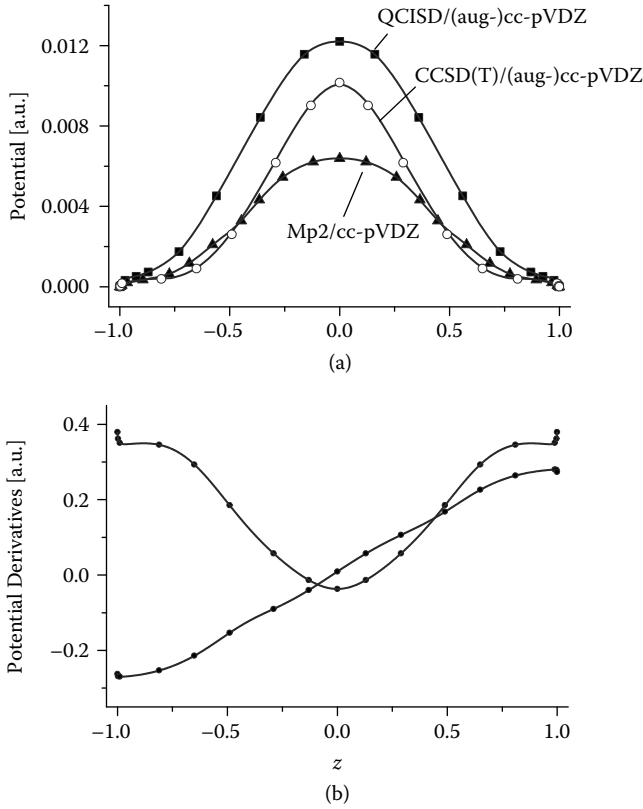 QCISD/(aug-)cc-pVDZ
CCSD(T)/(aug-)cc-pVDZ
Mp2/cc-pVDZ
Potential [a.u.]
0.012
0.008
0.004
0.000
−1.0 −0.5 0.0 0.5 1.0
(a)
Potential Derivatives [a.u.]
0.4
0.2
0.0
−0.2
−1.0 −0.5 0.0 0.5 1.0
z
(b)